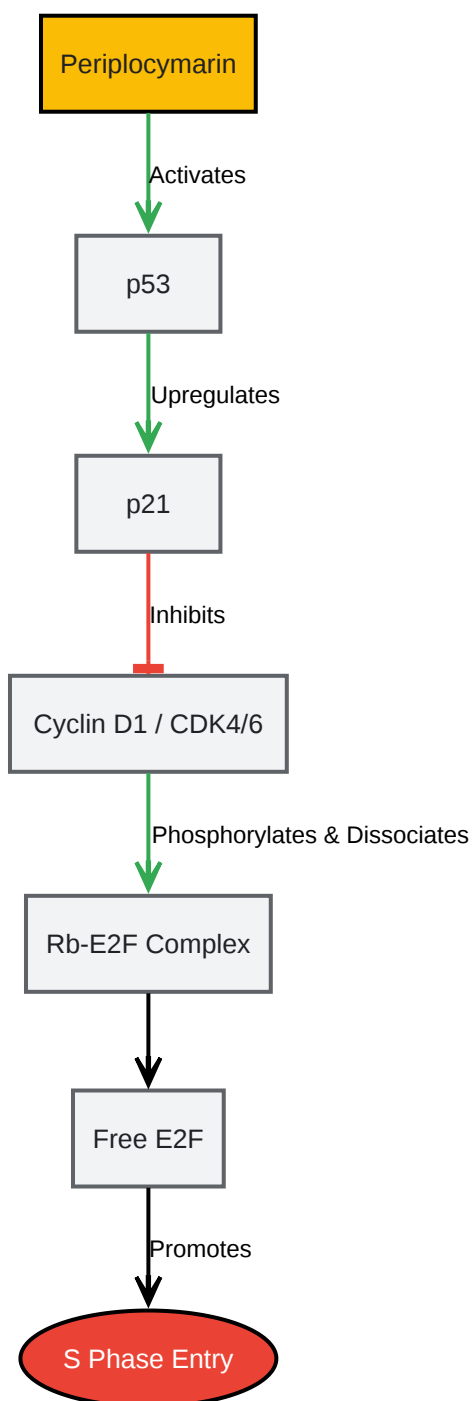 Periplocymarin
Activates
p53
Upregulates
p21
Inhibits
Cyclin D1 / CDK4/6
Phosphorylates & Dissociates
Rb-E2F Complex
Free E2F
Promotes
S Phase Entry